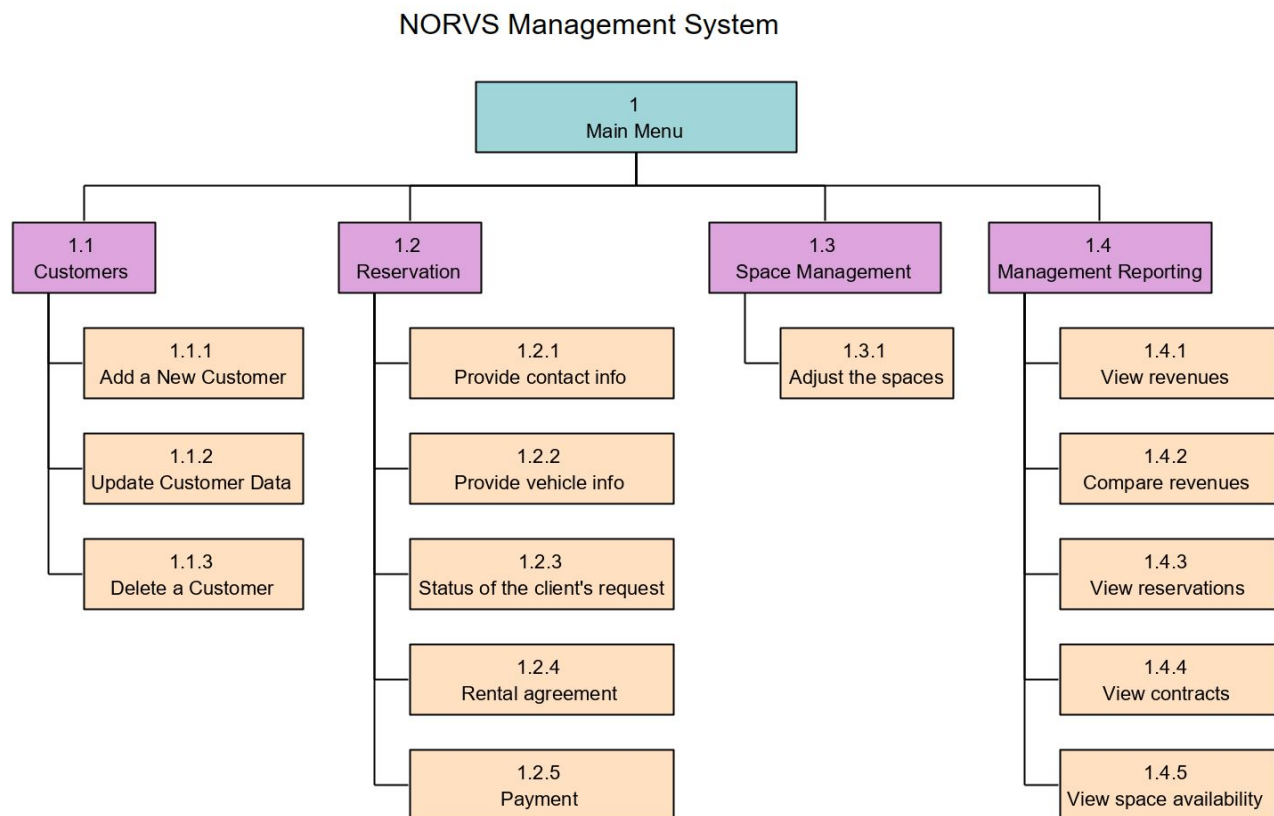 NORVS Management System
1
Main Menu
1.1
Customers
1.2
Reservation
1.3
Space Management
1.4
Management Reporting
1.1.1
Add a New Customer
1.2.1
Provide contact info
1.3.1
Adjust the spaces
1.4.1
View revenues
1.1.2
Update Customer Data
1.2.2
Provide vehicle info
1.4.2
Compare revenues
1.1.3
Delete a Customer
1.2.3
Status of the client's request
1.4.3
View reservations
1.2.4
Rental agreement
1.4.4
View contracts
1.2.5
Payment
1.4.5
View space availability